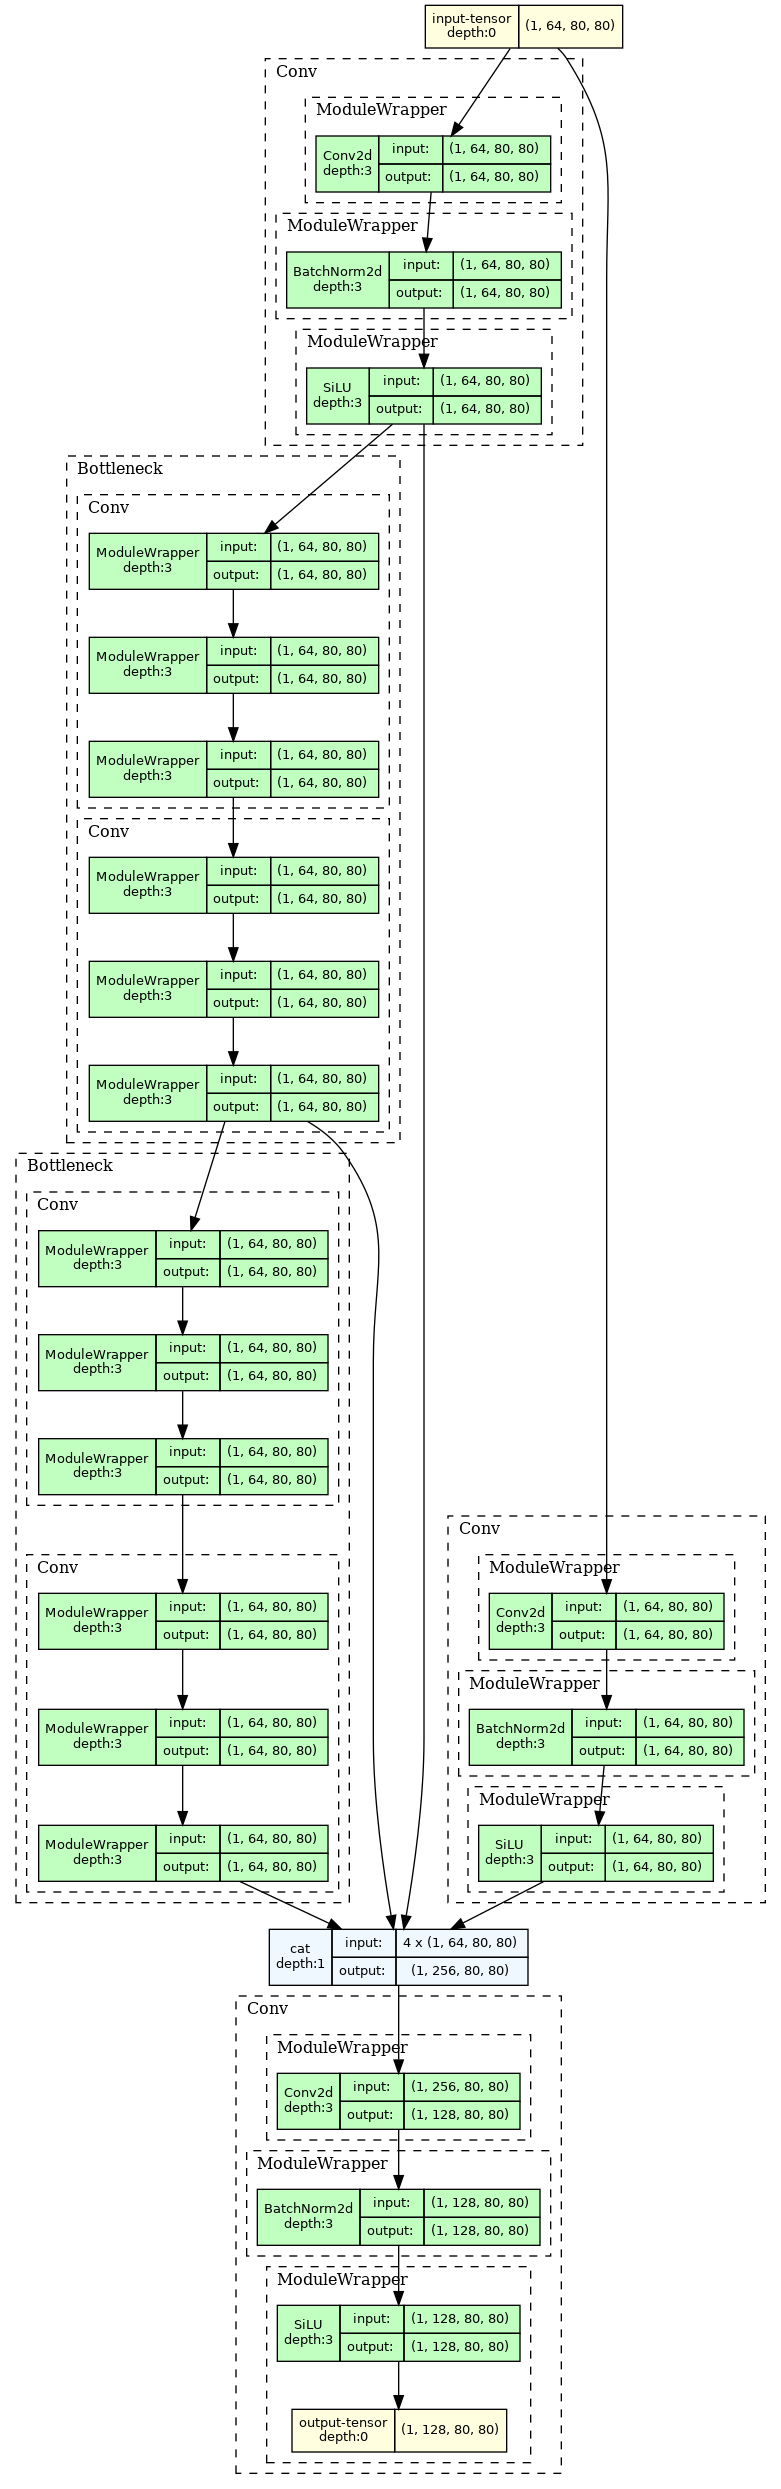 input-tensor
depth:0
(1, 64, 80, 80)
Conv
ModuleWrapper
Conv2d
depth:3
input:
(1, 64, 80, 80)
output:
(1, 64, 80, 80)
ModuleWrapper
BatchNorm2d
depth:3
input:
(1, 64, 80, 80)
output:
(1, 64, 80, 80)
ModuleWrapper
SiLU
depth:3
input:
(1, 64, 80, 80)
output:
(1, 64, 80, 80)
Bottleneck
Conv
ModuleWrapper
depth:3
input:
(1, 64, 80, 80)
output:
(1, 64, 80, 80)
ModuleWrapper
depth:3
input:
(1, 64, 80, 80)
output:
(1, 64, 80, 80)
ModuleWrapper
depth:3
input:
(1, 64, 80, 80)
output:
(1, 64, 80, 80)
Conv
ModuleWrapper
depth:3
input:
(1, 64, 80, 80)
output:
(1, 64, 80, 80)
ModuleWrapper
depth:3
input:
(1, 64, 80, 80)
output:
(1, 64, 80, 80)
ModuleWrapper
depth:3
input:
(1, 64, 80, 80)
output:
(1, 64, 80, 80)
Bottleneck
Conv
ModuleWrapper
depth:3
input:
(1, 64, 80, 80)
output:
(1, 64, 80, 80)
ModuleWrapper
depth:3
input:
(1, 64, 80, 80)
output:
(1, 64, 80, 80)
ModuleWrapper
depth:3
input:
(1, 64, 80, 80)
output:
(1, 64, 80, 80)
Conv
ModuleWrapper
depth:3
input:
(1, 64, 80, 80)
output:
(1, 64, 80, 80)
ModuleWrapper
depth:3
input:
(1, 64, 80, 80)
output:
(1, 64, 80, 80)
ModuleWrapper
depth:3
input:
(1, 64, 80, 80)
output:
(1, 64, 80, 80)
Conv
ModuleWrapper
Conv2d
depth:3
input:
(1, 64, 80, 80)
output:
(1, 64, 80, 80)
ModuleWrapper
BatchNorm2d
depth:3
input:
(1, 64, 80, 80)
output:
(1, 64, 80, 80)
ModuleWrapper
SiLU
depth:3
input:
(1, 64, 80, 80)
output:
(1, 64, 80, 80)
cat
depth:1
input:
4 x (1, 64, 80, 80)
output:
(1, 256, 80, 80)
Conv
ModuleWrapper
Conv2d
depth:3
input:
(1, 256, 80, 80)
output:
(1, 128, 80, 80)
ModuleWrapper
BatchNorm2d
depth:3
input:
(1, 128, 80, 80)
output:
(1, 128, 80, 80)
ModuleWrapper
SiLU
depth:3
input:
(1, 128, 80, 80)
output:
(1, 128, 80, 80)
output-tensor
depth:0
(1, 128, 80, 80)